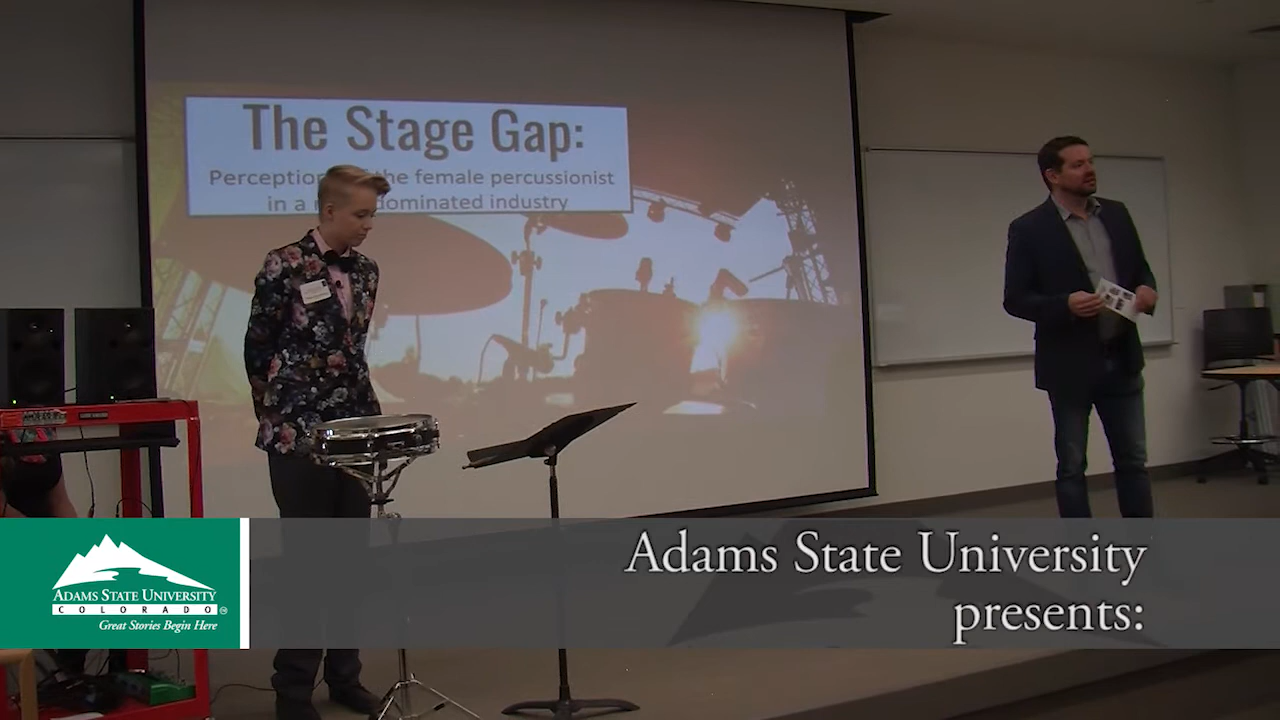 The Stage Gap:
Perception the female percussionist
in a dominated industry
Adams State University
presents:
ADAMS STATE UNIVERSITY
COLORADO
Great Stories Begin Here